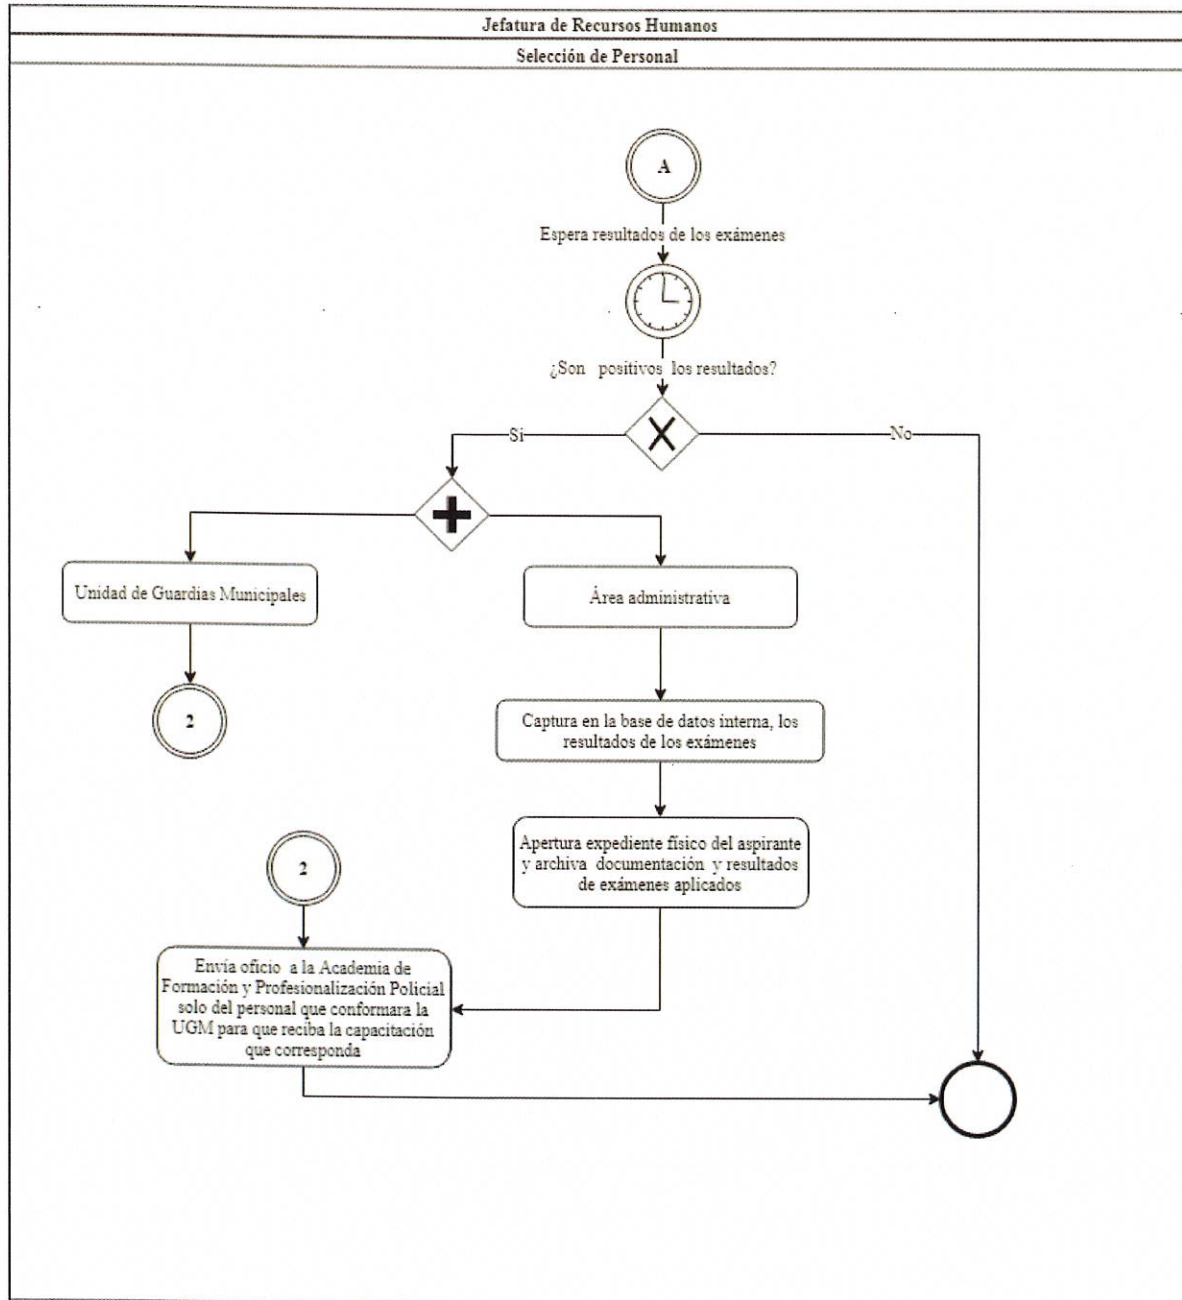 Jefatura de Recursos Humanos
Selección de Personal
A
Espera resultados de los exámenes
¿Son positivos los resultados?
Si
No
Unidad de Guardias Municipales
Área administrativa
2
Captura en la base de datos interna, los
resultados de los exámenes
Apertura expediente físico del aspirante
y archiva documentación y resultados
de exámenes aplicados
2
Envía oficio a la Academia de
Formación y Profesionalización Policial
solo del personal que conformara la
UGM para que reciba la capacitación
que corresponda